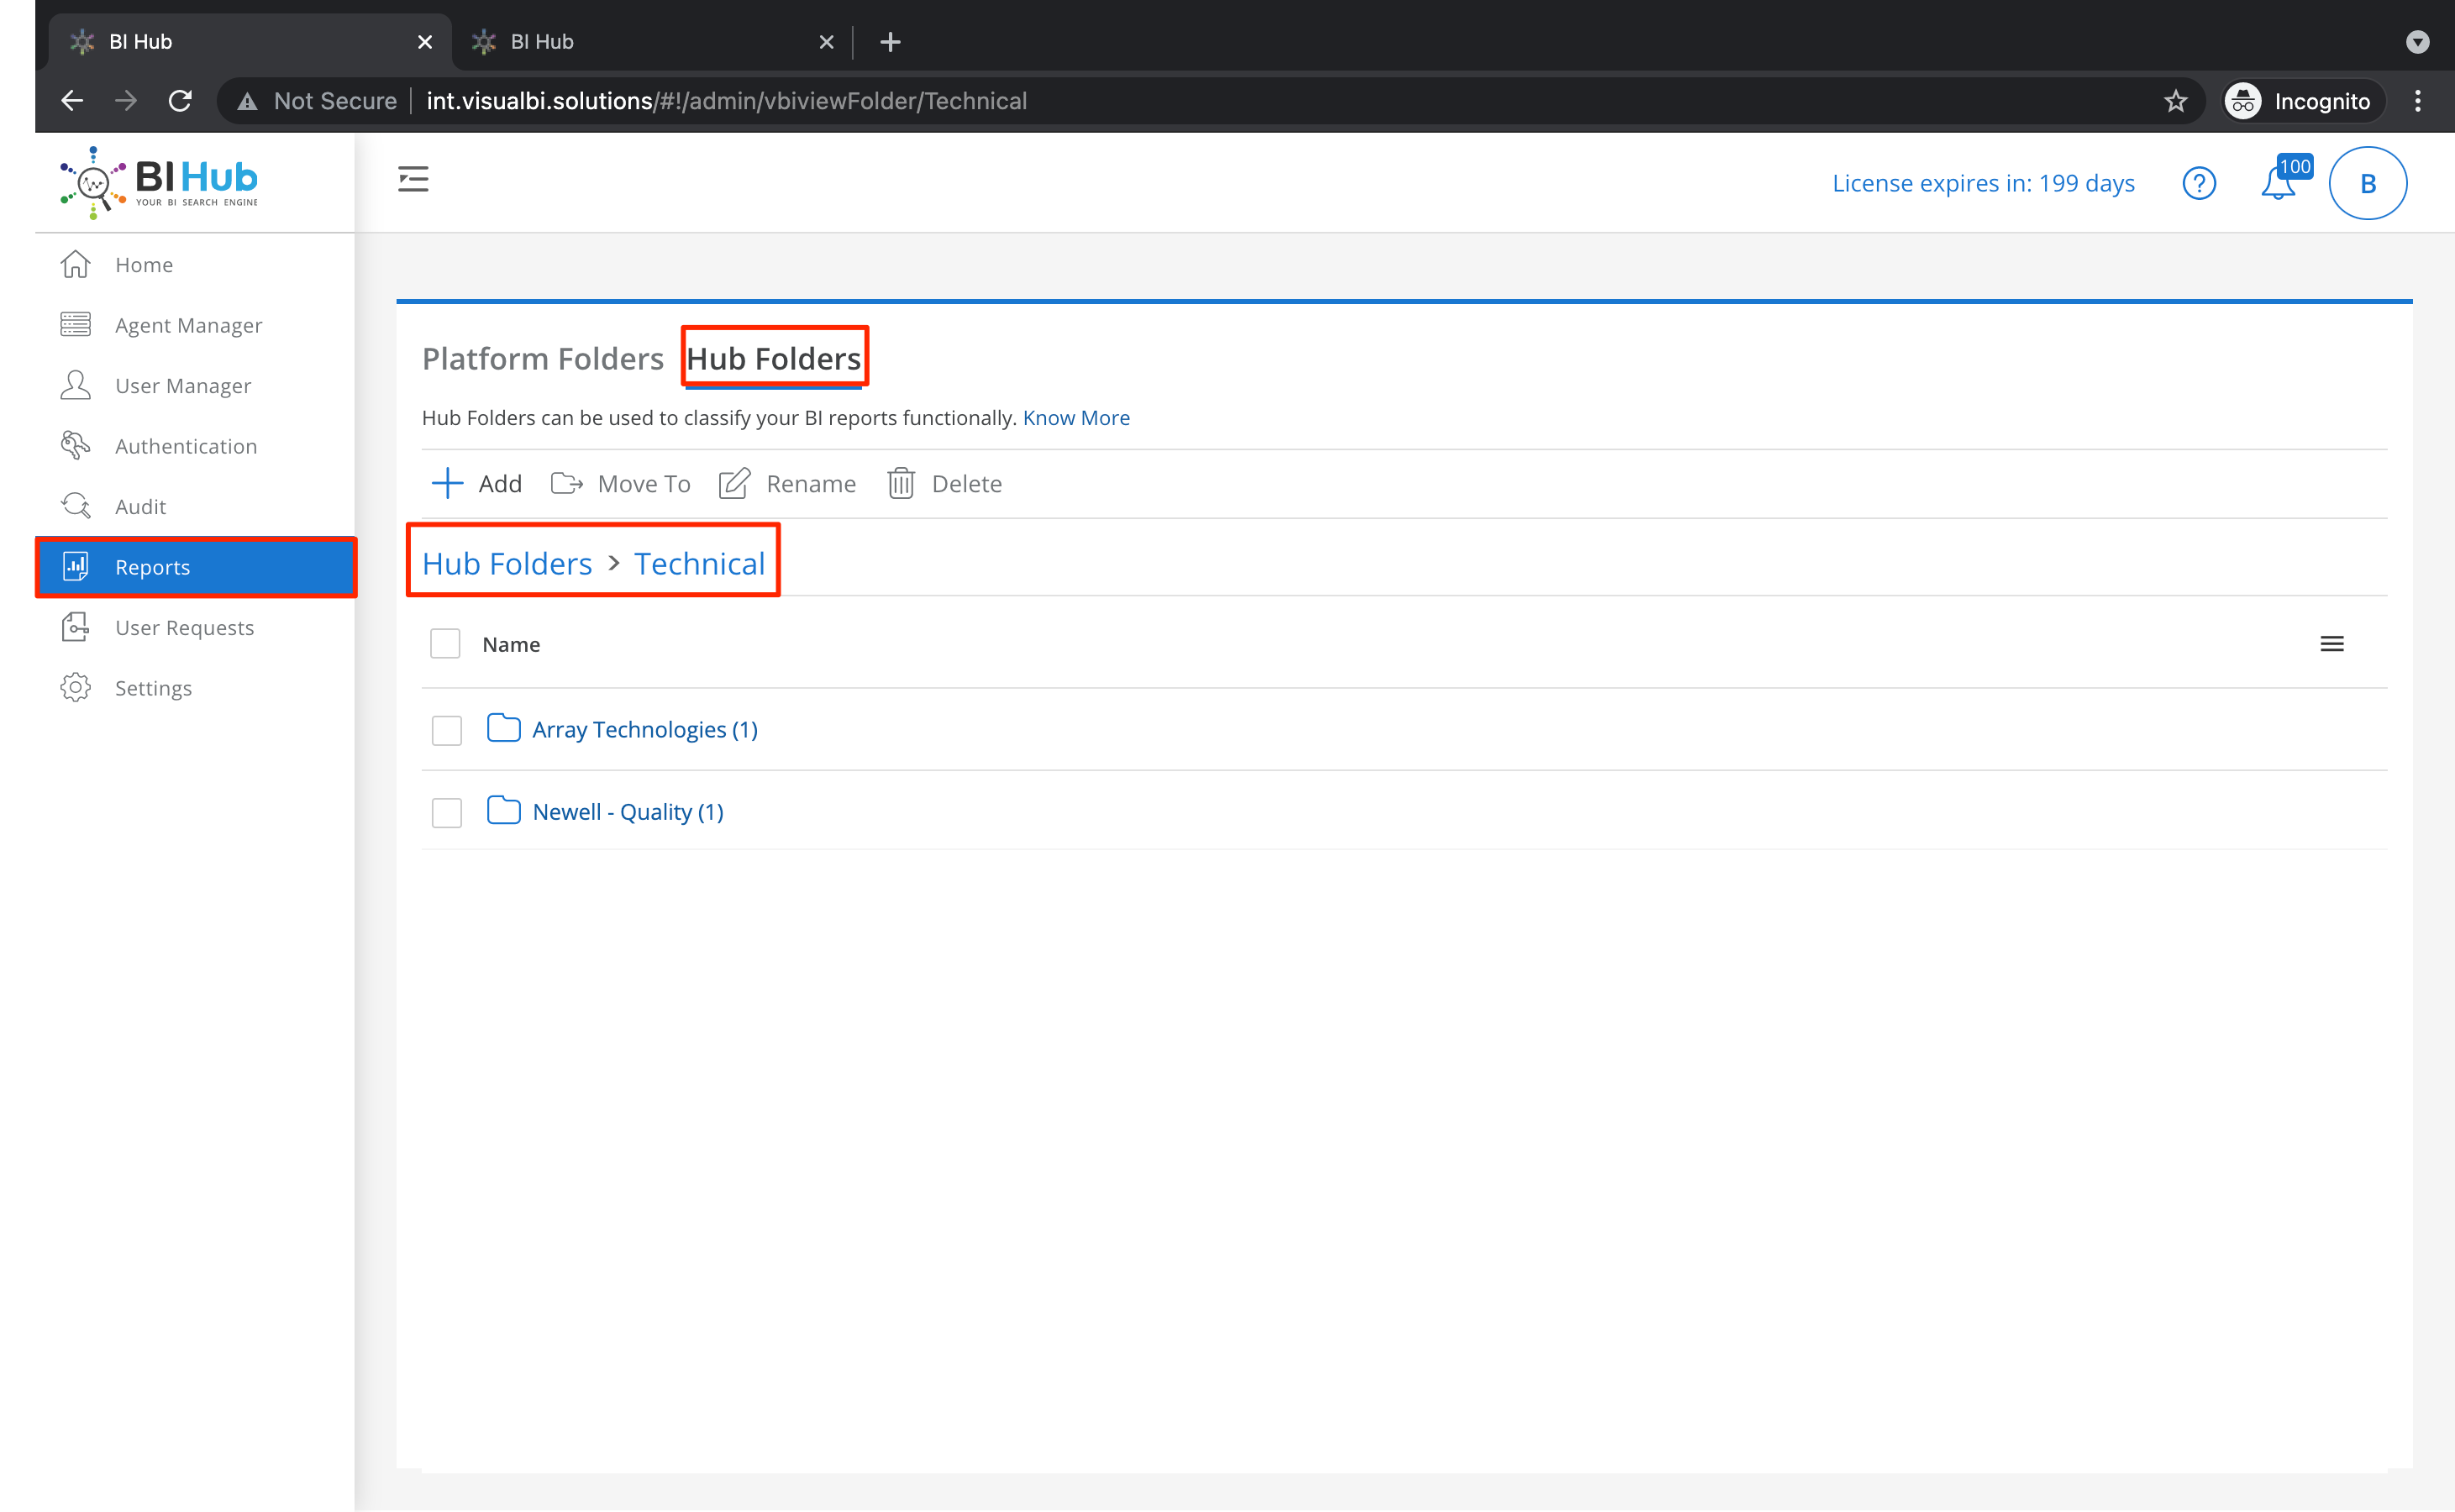 BI Hub
BI Hub
Not Secure int.visualbi.solutions/#!/admin/vbiviewFolder/Technical Incognito
BI Hub
YOUR BI SEARCH ENGINE
License expires in: 199 days ? 100 B
Home
Agent Manager
User Manager
Authentication
Audit
Reports
User Requests
Settings
Platform Folders Hub Folders
Hub Folders can be used to classify your BI reports functionally. Know More
Add Move To Rename Delete
Hub Folders > Technical
Name
Array Technologies (1)
Newell - Quality (1)